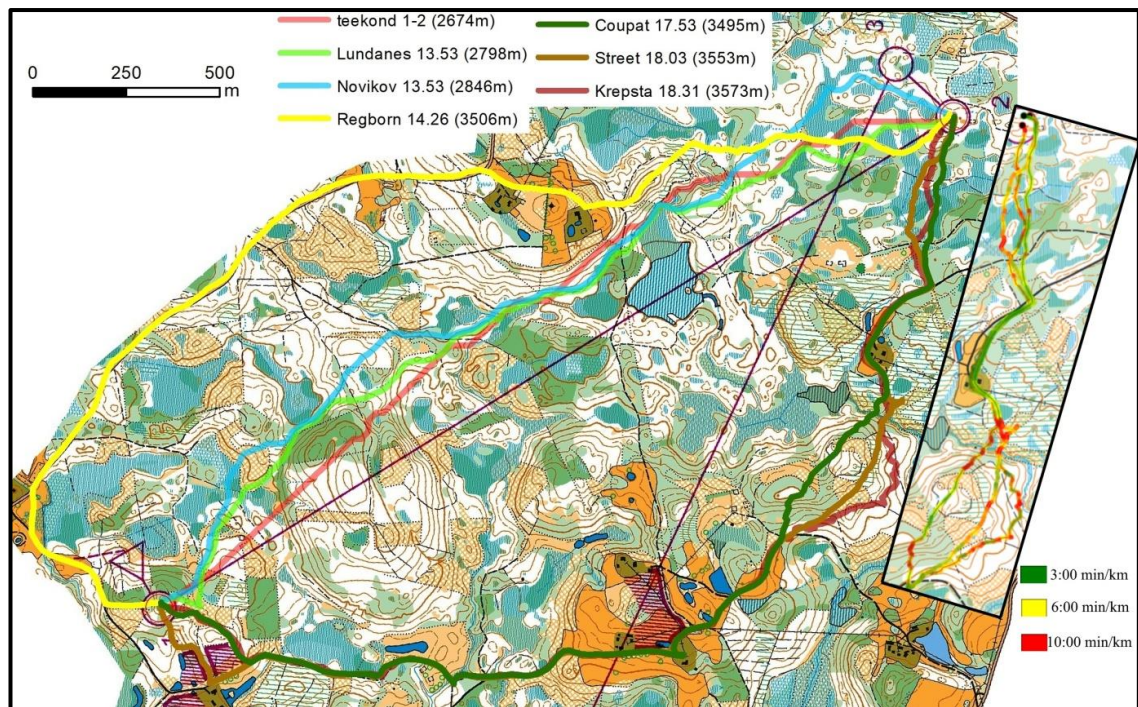 teekond 1-2 (2674m)
Lundanes 13.53 (2798m)
Novikov 13.53 (2846m)
Regborn 14.26 (3506m)
Coupat 17.53 (3495m)
Street 18.03 (3553m)
Krepsta 18.31 (3573m)
0 250 500
m
3
2
1
3:00 min/km
6:00 min/km
10:00 min/km